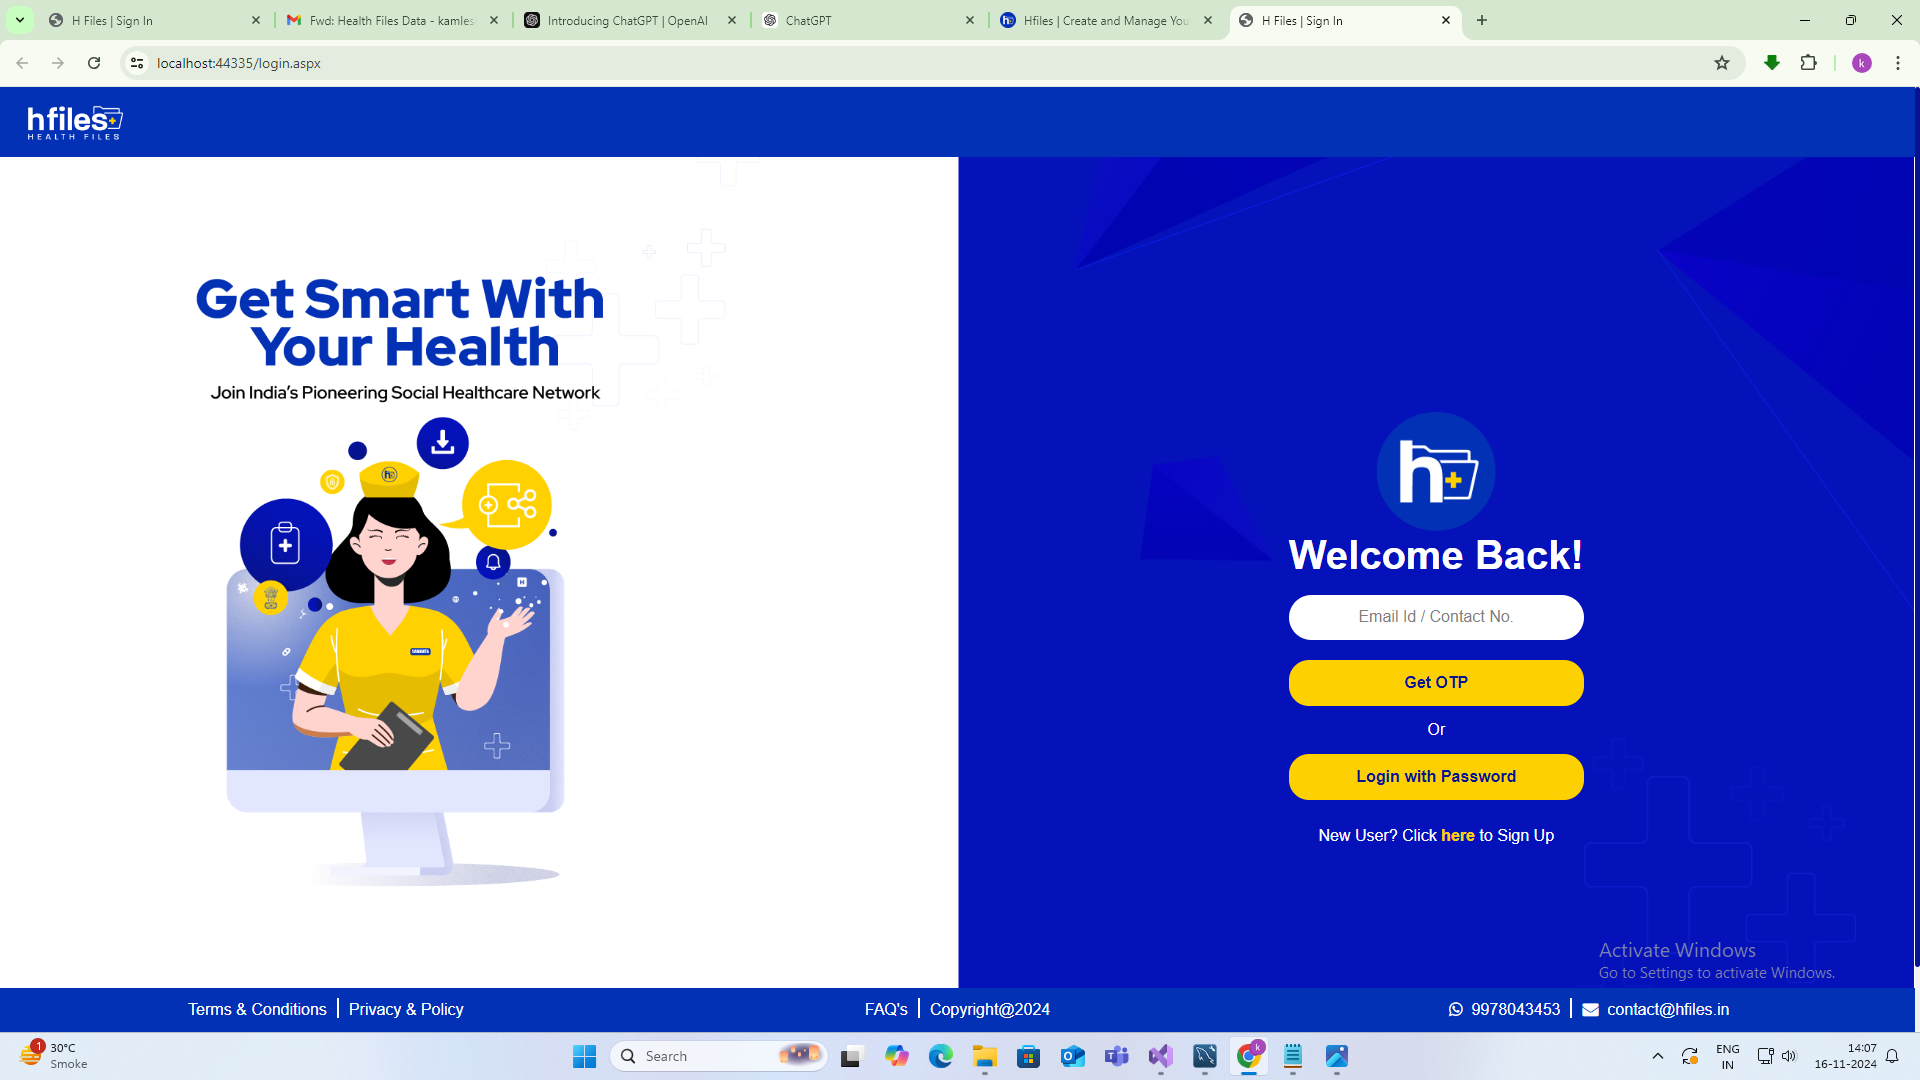 H Files | Sign In
Fwd: Health Files Data - kamlesh
Introducing ChatGPT | OpenAI
ChatGPT
Hfiles | Create and Manage You
H Files | Sign In
localhost:44335/login.aspx
k
hfiles
HEALTH FILES
Get Smart With
Your Health
Join India's Pioneering Social Healthcare Network
h
Welcome Back!
Email Id / Contact No.
Get OTP
Or
Login with Password
New User? Click here to Sign Up
Activate Windows
Go to Settings to activate Windows.
Terms & Conditions
Privacy & Policy
FAQ's
Copyright@2024
9978043453
contact@hfiles.in
1
30°C
Smoke
Search
k
ENG
IN
14:07
16-11-2024